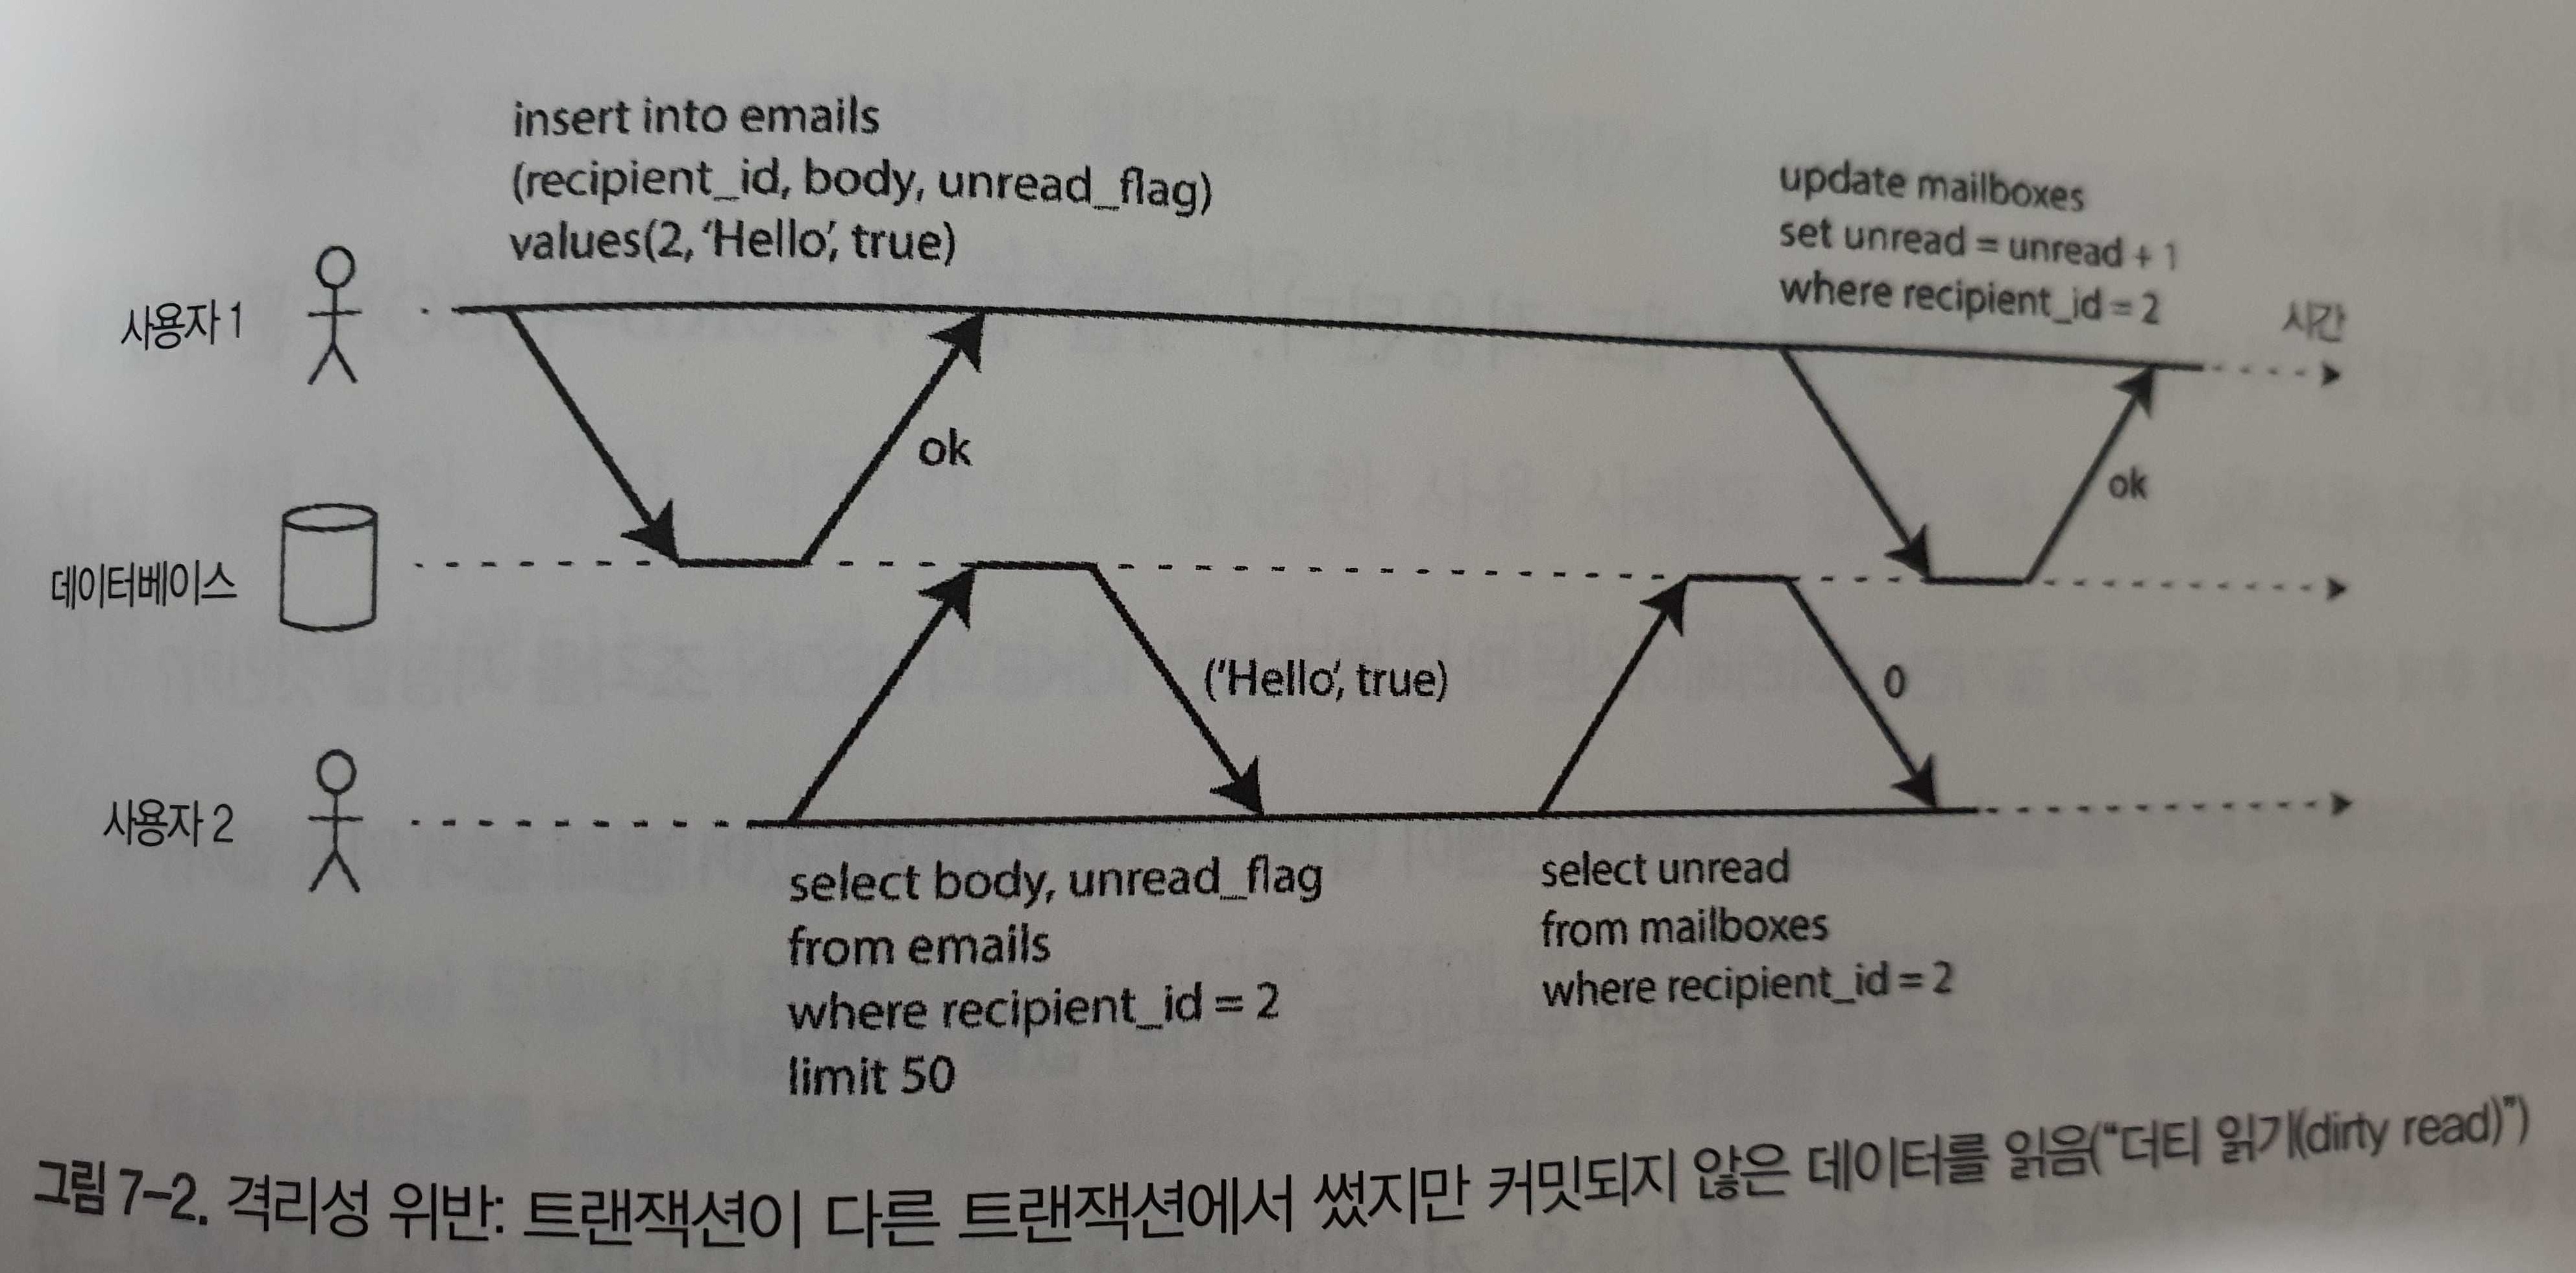 insert into emails
(recipient_id, body, unread_flag)
values(2, ‘Hello’, true)
update mailboxes
set unread = unread + 1
where recipient_id = 2
사용자 1
시간
ok
ok
데이터베이스
(‘Hello’, true)
0
사용자 2
select body, unread_flag
from emails
where recipient_id = 2
limit 50
select unread
from mailboxes
where recipient_id = 2
그림 7-2. 격리성 위반: 트랜잭션이 다른 트랜잭션에서 썼지만 커밋되지 않은 데이터를 읽음(“더티 읽기(dirty read)”)